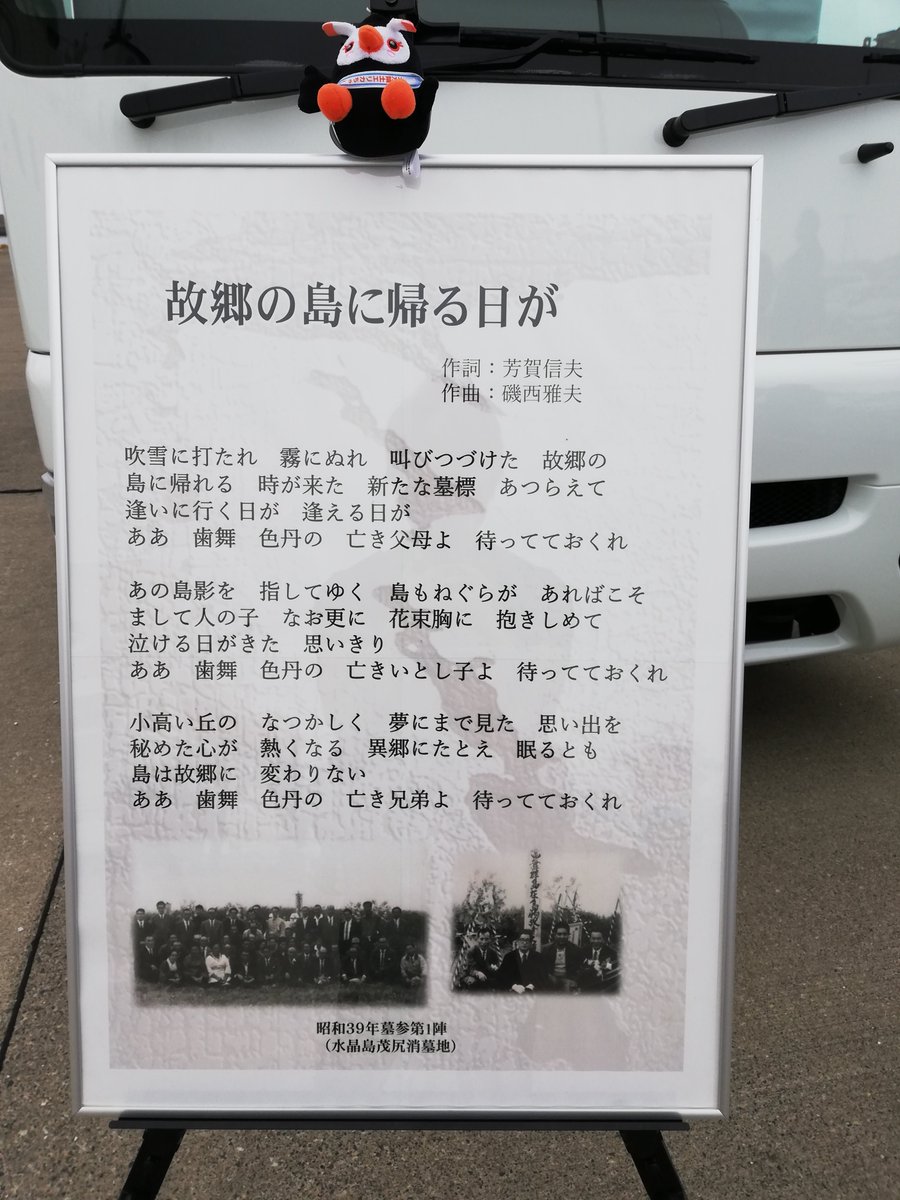 故郷の島に帰る日が
作詞：芳賀信夫
作曲：磯西雅夫
吹雪に打たれ　霧にぬれ　叫びつづけた　故郷の
島に帰れる　時が来た　新たな墓標　あつらえて
逢いに行く日が　逢える日が
ああ　歯舞　色丹の　亡き父母よ　待ってておくれ
あの島影を　指してゆく　島もねぐらが　あればこそ
まして人の子　なお更に　花束胸に　抱きしめて
泣ける日がきた　思いきり
ああ　歯舞　色丹の　亡きいとし子よ　待ってておくれ
小高い丘の　なつかしく　夢にまで見た　思い出を
秘めた心が　熱くなる　異郷にたとえ　眠るとも
島は故郷に　変わりない
ああ　歯舞　色丹の　亡き兄弟よ　待ってておくれ
昭和39年墓参第1陣
（水晶島茂尻消墓地）